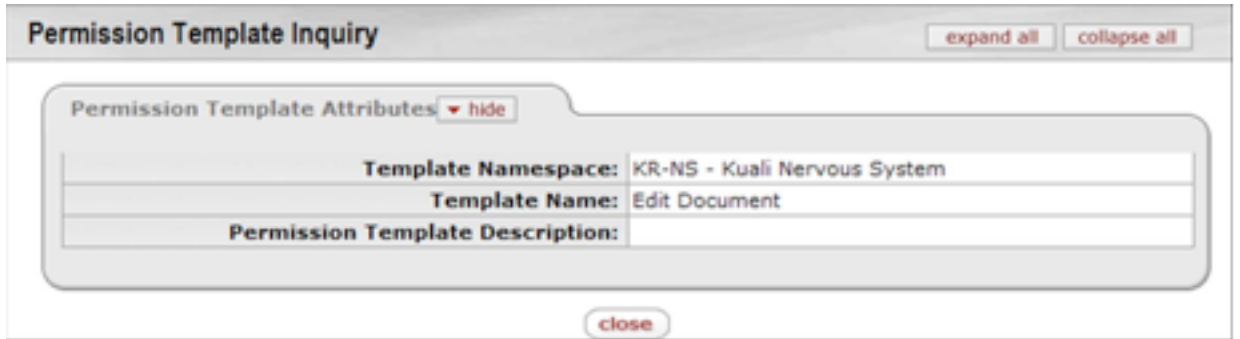 Permission Template Inquiry expand all collapse all
Permission Template Attributes hide
Template Namespace: KR-NS - Kuali Nervous System
Template Name: Edit Document
Permission Template Description:
close